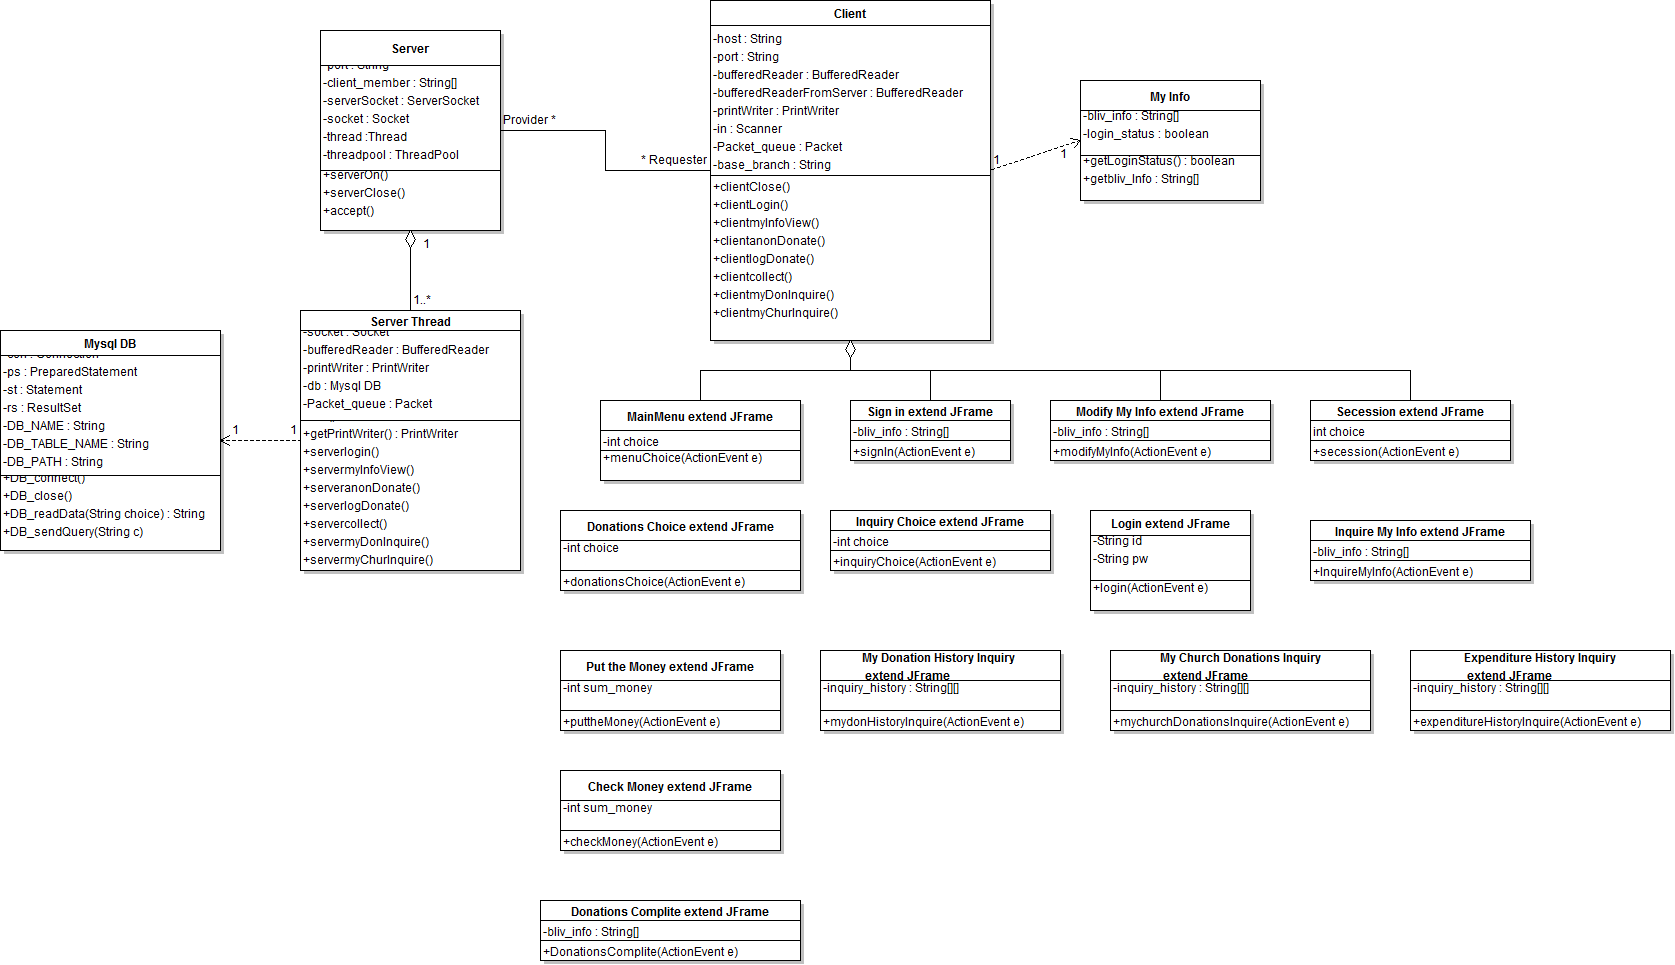 Client
-host : String
-port : String
-bufferedReader : BufferedReader
-bufferedReaderFromServer : BufferedReader
-printWriter : PrintWriter
-in : Scanner
-Packet_queue : Packet
-base_branch : String
+clientClose()
+clientLogin()
+clientmyInfoView()
+clientanonDonate()
+clientlogDonate()
+clientcollect()
+clientmyDonInquire()
+clientmyChurInquire()
Server
-port : String
-client_member : String[]
-serverSocket : ServerSocket
-socket : Socket
-thread :Thread
-threadpool : ThreadPool
+serverOn()
+serverClose()
+accept()
Provider *
* Requester
1
1
My Info
-bliv_info : String[]
-login_status : boolean
+getLoginStatus() : boolean
+getbliv_Info : String[]
1
1..*
Server Thread
-socket : Socket
-bufferedReader : BufferedReader
-printWriter : PrintWriter
-db : Mysql DB
-Packet_queue : Packet
+getPrintWriter() : PrintWriter
+serverlogin()
+servermyInfoView()
+serveranonDonate()
+serverlogDonate()
+servercollect()
+servermyDonInquire()
+servermyChurInquire()
1
1
Mysql DB
-ps : PreparedStatement
-st : Statement
-rs : ResultSet
-DB_NAME : String
-DB_TABLE_NAME : String
-DB_PATH : String
+DB_connect()
+DB_close()
+DB_readData(String choice) : String
+DB_sendQuery(String c)
MainMenu extend JFrame
-int choice
+menuChoice(ActionEvent e)
Sign in extend JFrame
-bliv_info : String[]
+signIn(ActionEvent e)
Modify My Info extend JFrame
-bliv_info : String[]
+modifyMyInfo(ActionEvent e)
Secession extend JFrame
int choice
+secession(ActionEvent e)
Donations Choice extend JFrame
-int choice
+donationsChoice(ActionEvent e)
Inquiry Choice extend JFrame
-int choice
+inquiryChoice(ActionEvent e)
Login extend JFrame
-String id
-String pw
+login(ActionEvent e)
Inquire My Info extend JFrame
-bliv_info : String[]
+InquireMyInfo(ActionEvent e)
Put the Money extend JFrame
-int sum_money
+puttheMoney(ActionEvent e)
My Donation History Inquiry
extend JFrame
-inquiry_history : String[][]
+mydonHistoryInquire(ActionEvent e)
My Church Donations Inquiry
extend JFrame
-inquiry_history : String[][]
+mychurchDonationsInquire(ActionEvent e)
Expenditure History Inquiry
extend JFrame
-inquiry_history : String[][]
+expenditureHistoryInquire(ActionEvent e)
Check Money extend JFrame
-int sum_money
+checkMoney(ActionEvent e)
Donations Complite extend JFrame
-bliv_info : String[]
+DonationsComplite(ActionEvent e)